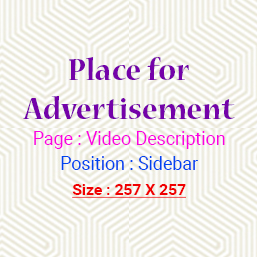 Place for
Advertisement
Page : Video Description
Position : Sidebar
Size : 257 X 257